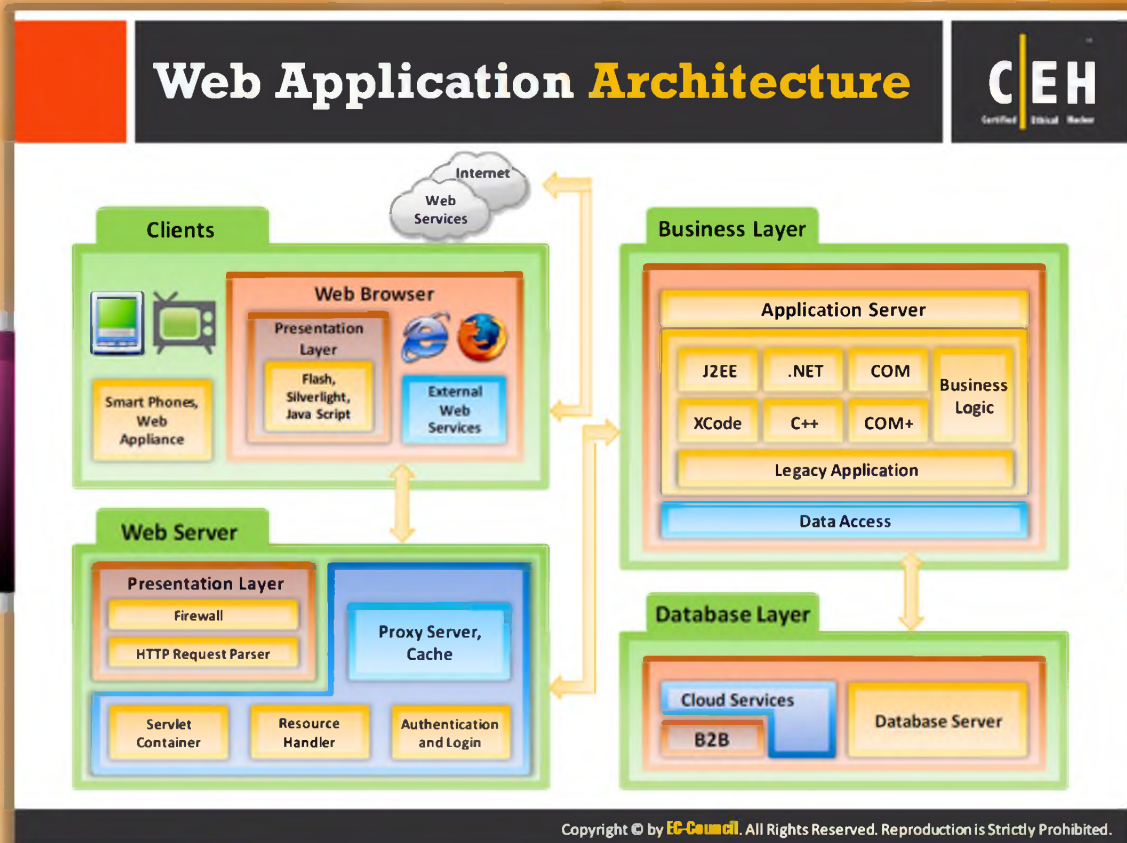 Web Application Architecture
C|EH
Certified Ethical Hacker
Internet
Web
Services
Clients
Web Browser
Presentation
Layer
Flash,
Silverlight,
Java Script
External
Web
Services
Smart Phones,
Web
Appliance
Business Layer
Application Server
J2EE
.NET
COM
Business
Logic
XCode
C++
COM+
Legacy Application
Data Access
Web Server
Presentation Layer
Firewall
HTTP Request Parser
Proxy Server,
Cache
Servlet
Container
Resource
Handler
Authentication
and Login
Database Layer
Cloud Services
B2B
Database Server
Copyright © by EC-Council. All Rights Reserved. Reproduction is Strictly Prohibited.